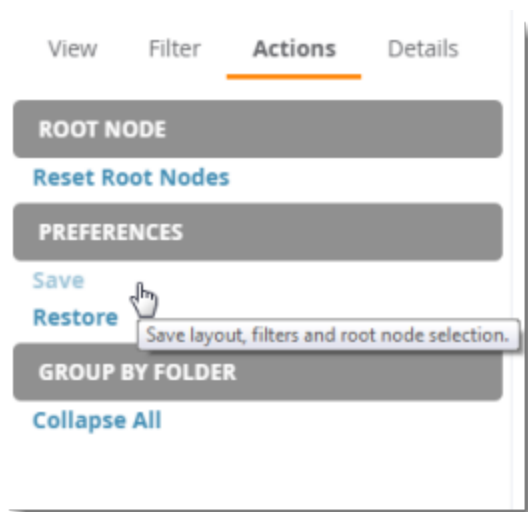 View Filter Actions Details
ROOT NODE
Reset Root Nodes
PREFERENCES
Save
Restore
Save layout, filters and root node selection.
GROUP BY FOLDER
Collapse All